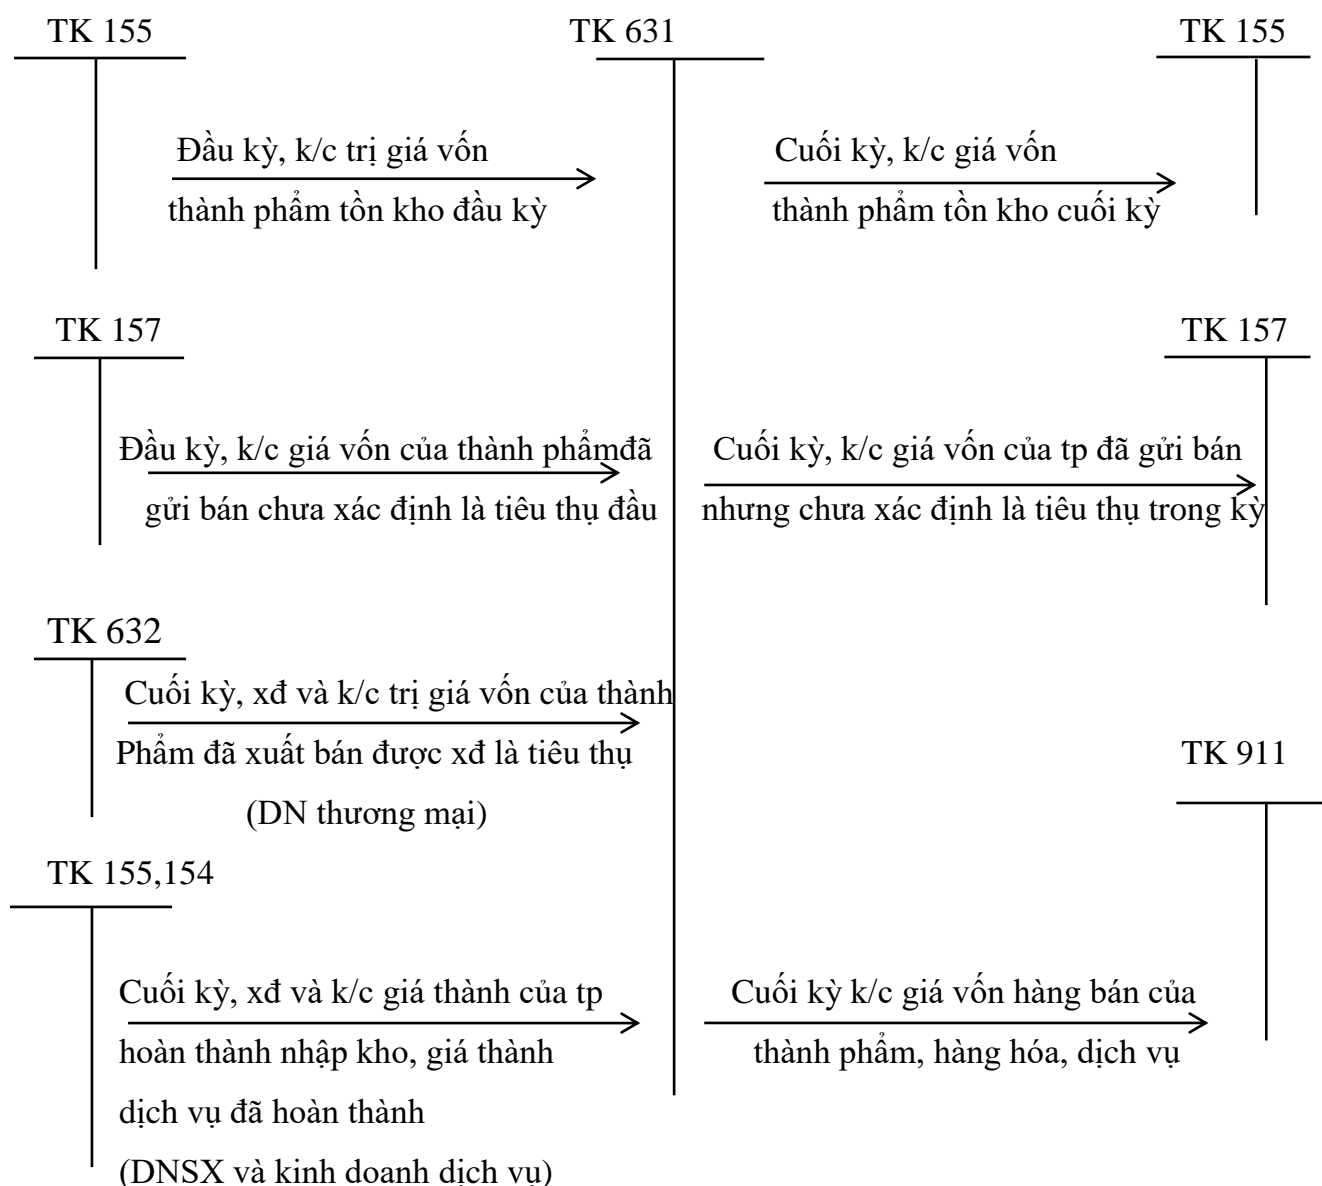 TK 155
TK 631
TK 155
Đầu kỳ, k/c trị giá vốn
thành phẩm tồn kho đầu kỳ
Cuối kỳ, k/c giá vốn
thành phẩm tồn kho cuối kỳ
TK 157
TK 157
Đầu kỳ, k/c giá vốn của thành phẩmđã
gửi bán chưa xác định là tiêu thụ đầu
Cuối kỳ, k/c giá vốn của tp đã gửi bán
nhưng chưa xác định là tiêu thụ trong kỳ
TK 632
Cuối kỳ, xđ và k/c trị giá vốn của thành
Phẩm đã xuất bán được xđ là tiêu thụ
(DN thương mại)
TK 911
TK 155,154
Cuối kỳ, xđ và k/c giá thành của tp
hoàn thành nhập kho, giá thành
dịch vụ đã hoàn thành
(DNSX và kinh doanh dịch vụ)
Cuối kỳ k/c giá vốn hàng bán của
thành phẩm, hàng hóa, dịch vụ